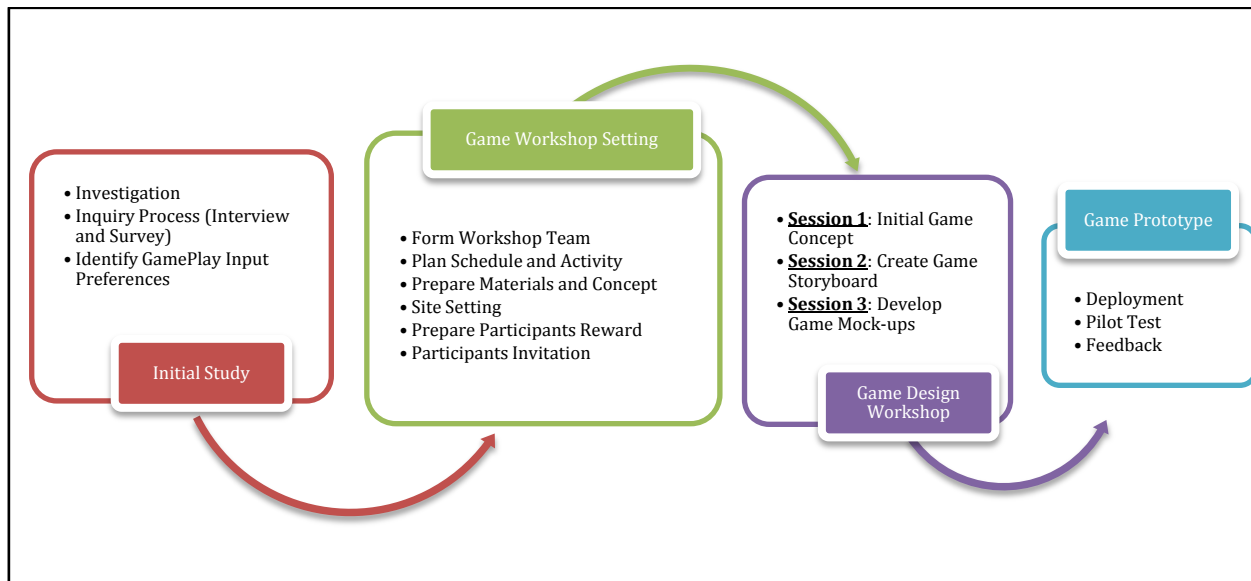 • Investigation
• Inquiry Process (Interview
and Survey)
• Identify GamePlay Input
Preferences
Initial Study
Game Workshop Setting
• Form Workshop Team
• Plan Schedule and Activity
• Prepare Materials and Concept
• Site Setting
• Prepare Participants Reward
• Participants Invitation
• Session 1: Initial Game
Concept
• Session 2: Create Game
Storyboard
• Session 3: Develop
Game Mock-ups
Game Design
Workshop
Game Prototype
• Deployment
• Pilot Test
• Feedback